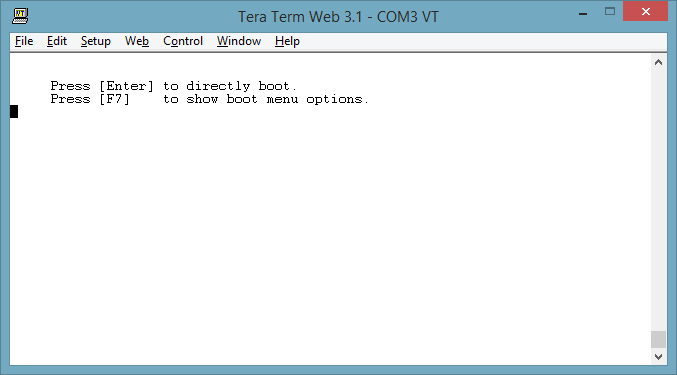 Tera Term Web 3.1 - COM3 VT
File Edit Setup Web Control Window Help
Press [Enter] to directly boot.
Press [F7]    to show boot menu options.